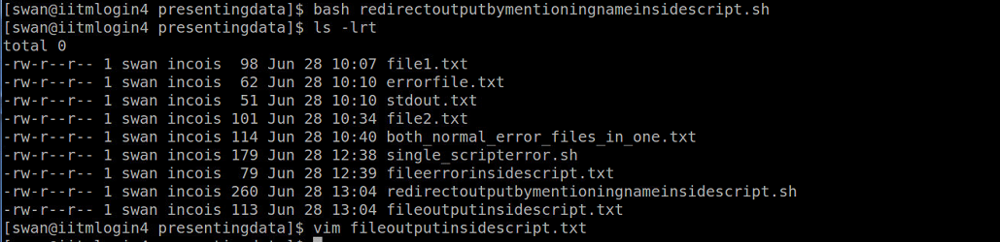 [swan@iitmlogin4 presentingdata]$ bash redirectoutputbymentioningnameinsidescript.sh
[swan@iitmlogin4 presentingdata]$ ls -lrt
total 0
-rw-r--r-- 1 swan incois  98 Jun 28 10:07 file1.txt
-rw-r--r-- 1 swan incois  62 Jun 28 10:10 errorfile.txt
-rw-r--r-- 1 swan incois  51 Jun 28 10:10 stdout.txt
-rw-r--r-- 1 swan incois 101 Jun 28 10:34 file2.txt
-rw-r--r-- 1 swan incois 114 Jun 28 10:40 both_normal_error_files_in_one.txt
-rw-r--r-- 1 swan incois 179 Jun 28 12:38 single_scripterror.sh
-rw-r--r-- 1 swan incois  79 Jun 28 12:39 fileerrorinsidescript.txt
-rw-r--r-- 1 swan incois 260 Jun 28 13:04 redirectoutputbymentioningnameinsidescript.sh
-rw-r--r-- 1 swan incois 113 Jun 28 13:04 fileoutputinsidescript.txt
[swan@iitmlogin4 presentingdata]$ vim fileoutputinsidescript.txt